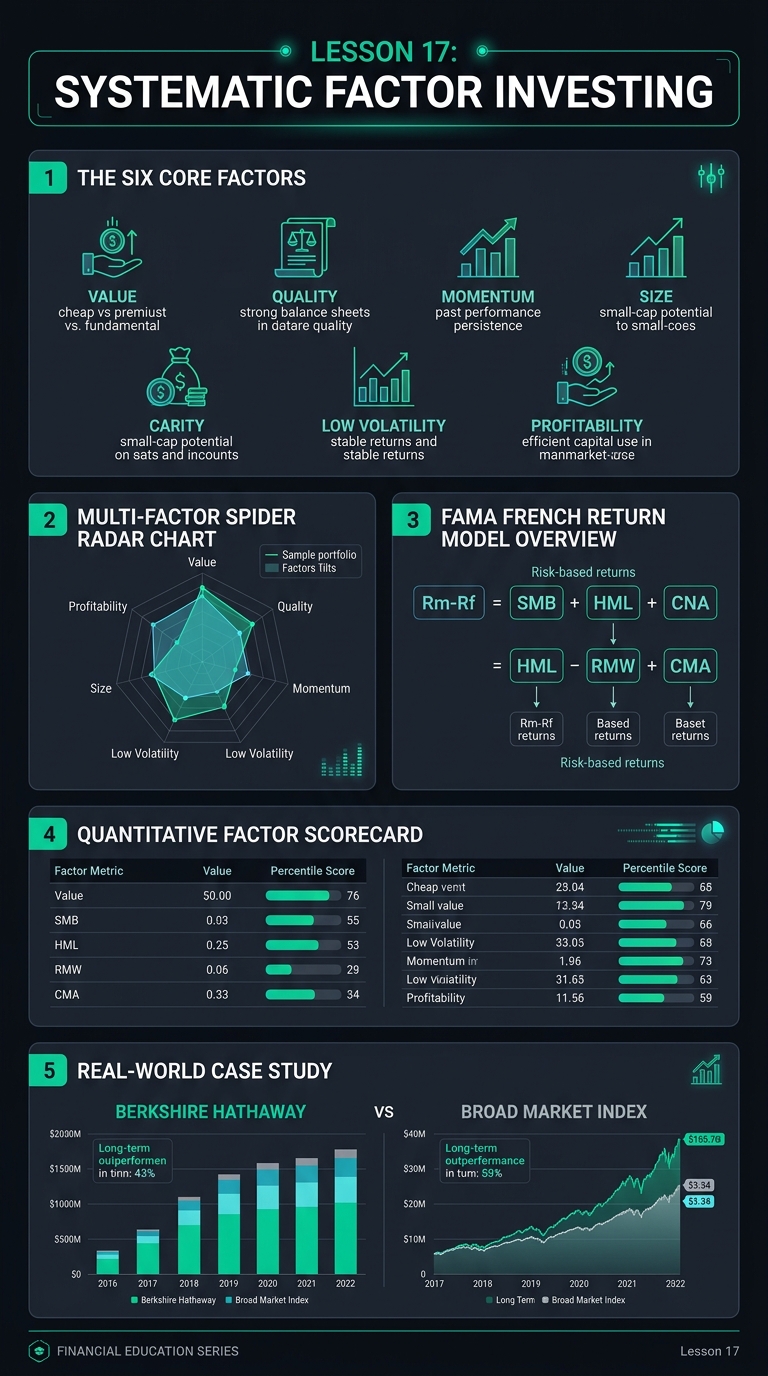 LESSON 17:
SYSTEMATIC FACTOR INVESTING
1 THE SIX CORE FACTORS
VALUE
cheap vs premiust
vs. fundamental
QUALITY
strong balance sheets
in datare quality
MOMENTUM
past performance
persistence
SIZE
small-cap potential
to small-coes
CARITY
small-cap potential
on sats and incounts
LOW VOLATILITY
stable returns and
stable returns
PROFITABILITY
efficient capital use in
2 MULTI-FACTOR SPIDER
RADAR CHART
Sample portfolio
Factors Tilts
Value
Quality
Momentum
Low Volatility
Low Volatility
Size
Profitability
3 FAMA FRENCH RETURN
MODEL OVERVIEW
Risk-based returns
Rm-Rf = SMB + HML + CNA
= HML − RMW + CMA
Rm-Rf
returns
Based
returns
Baset
returns
Risk-based returns
4 QUANTITATIVE FACTOR SCORECARD
Factor Metric Value Percentile Score
Value 50.00 76
SMB 0.03 55
HML 0.25 53
RMW 0.06 29
CMA 0.33 34
Factor Metric Value Percentile Score
Cheap 23.04 68
Small value 13.34 79
Smaiivalue 0.05 66
Low Volatility 33.05 68
Momentum 1.96 73
Low 31.65 63
Profitability 11.56 59
5 REAL-WORLD CASE STUDY
BERKSHIRE HATHAWAY
VS
BROAD MARKET INDEX
$2000M
$1500M
$1000M
$500M
$0
Long-term
ouiperformen
in tinn: 43%
2016 2017 2018 2019 2020 2021 2022
Berkshire Hathaway Broad Market Index
$40M
$30M
$20M
$10M
0
Long-term
outperformance
in tum: 59%
$3.34
2017 2018 2019 2020 2021 2022
Long Term Broad Market Index
FINANCIAL EDUCATION SERIES
Lesson 17